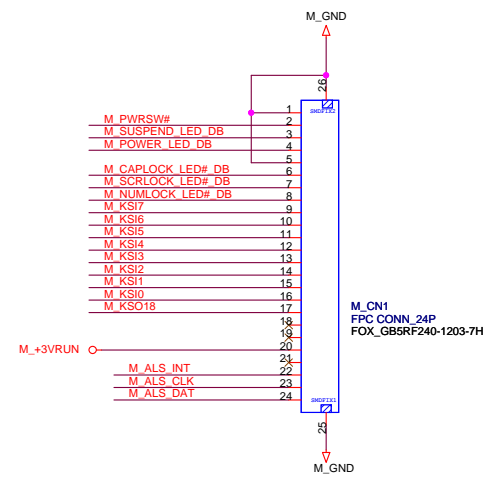 M_GND
26
SMDFIX2
1
M_PWRSW# 2
M_SUSPEND_LED_DB 3
M_POWER_LED_DB 4
5
M_CAPLOCK_LED#_DB 6
M_SCRLOCK_LED#_DB 7
M_NUMLOCK_LED#_DB 8
M_KSI7 9
M_KSI6 10
M_KSI5 11
M_KSI4 12
M_KSI3 13
M_KSI2 14
M_KSI1 15
M_KSI0 16
M_KSO18 17
18
19
M_+3VRUN 20
21
M_ALS_INT 22
M_ALS_CLK 23
M_ALS_DAT 24
M_CN1
FPC CONN_24P
FOX_GB5RF240-1203-7H
SMDFIX1
25
M_GND